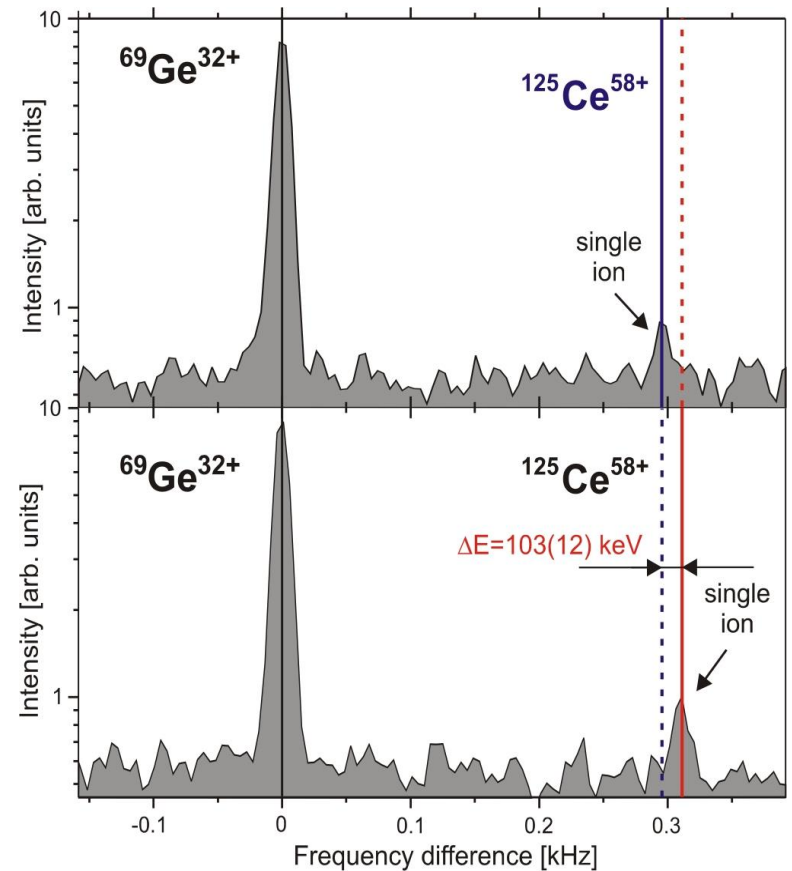 10
⁶⁹Ge³²⁺
¹²⁵Ce⁵⁸⁺
single
ion
1
Intensity [arb. units]
10
⁶⁹Ge³²⁺
¹²⁵Ce⁵⁸⁺
ΔE=103(12) keV
single
ion
1
Intensity [arb. units]
-0.1 0 0.1 0.2 0.3
Frequency difference [kHz]